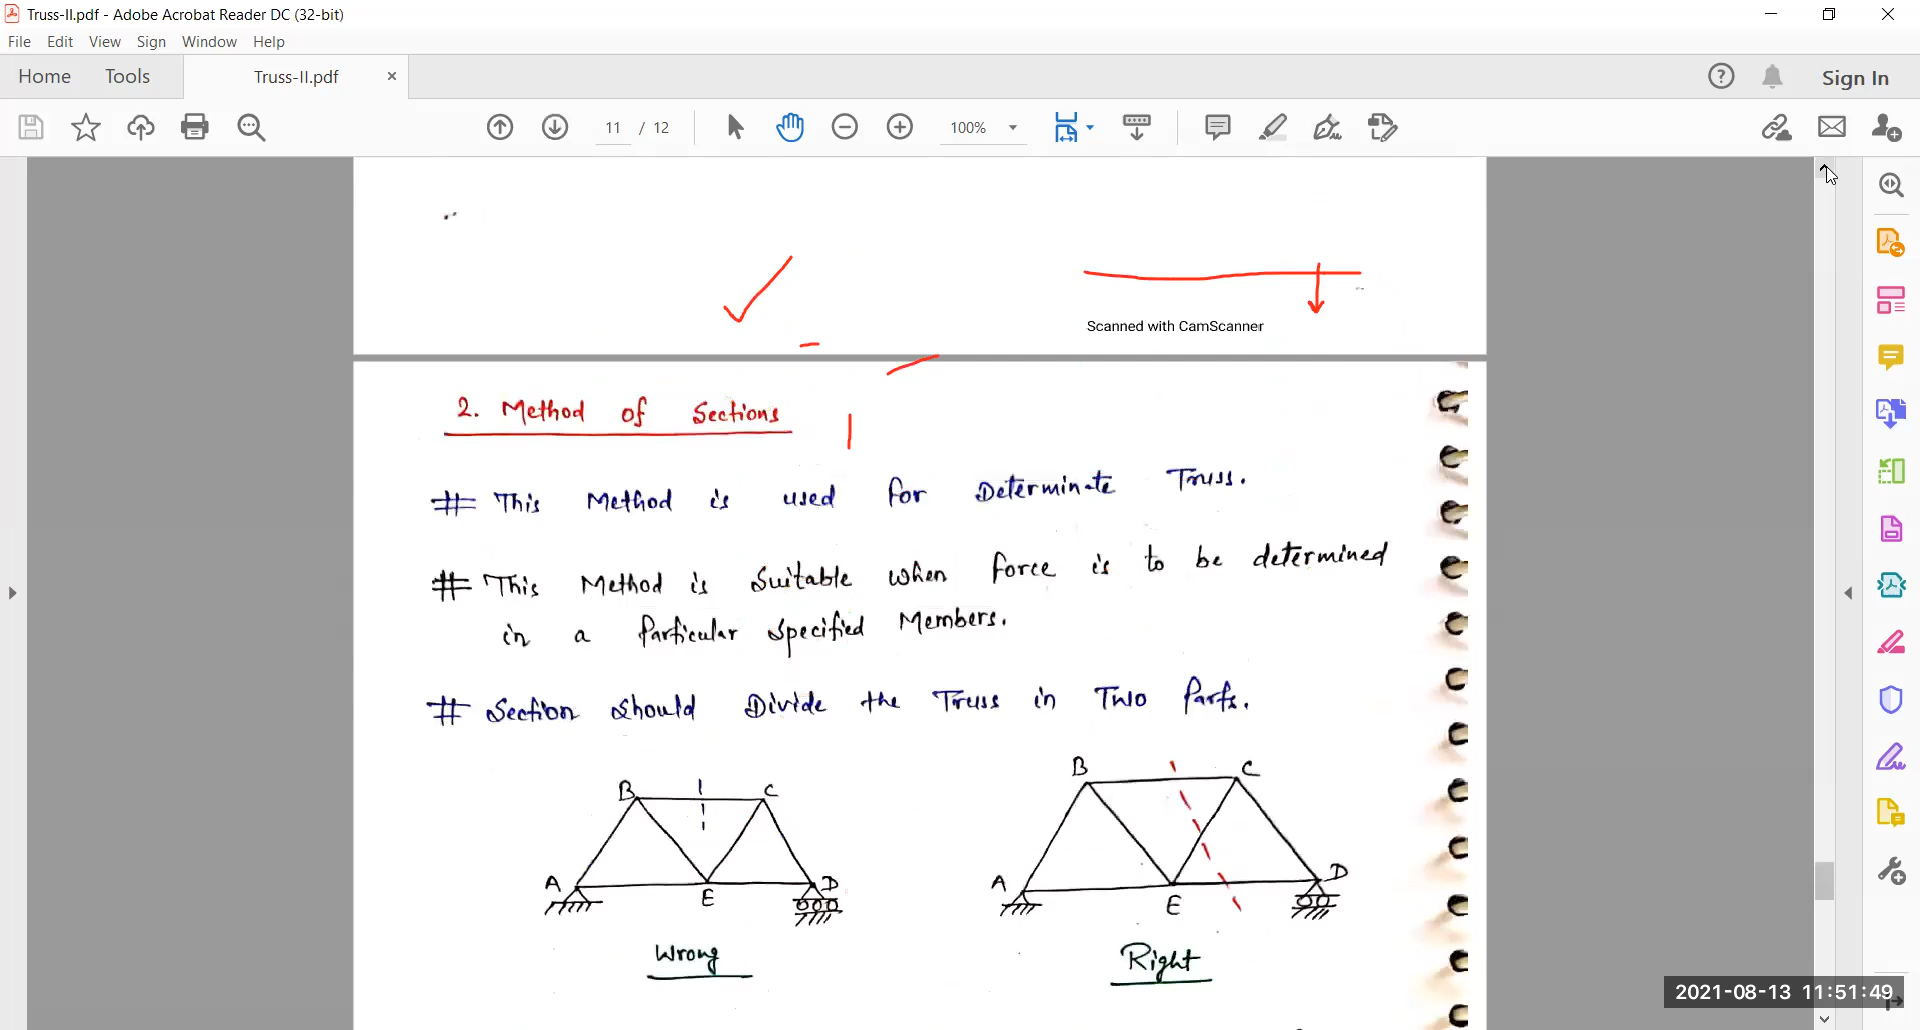 Truss-II.pdf - Adobe Acrobat Reader DC (32-bit)
File Edit View Sign Window Help
Home Tools Truss-II.pdf Sign In
11 / 12 100%
Scanned with CamScanner
2. Method of Sections
# This Method is used for Determinate Truss.
# This Method is Suitable when force is to be determined
in a Particular Specified Members.
# Section Should Divide the Truss in Two Parts.
B C B C
A E D A E D
Wrong Right
2021-08-13 11:51:49